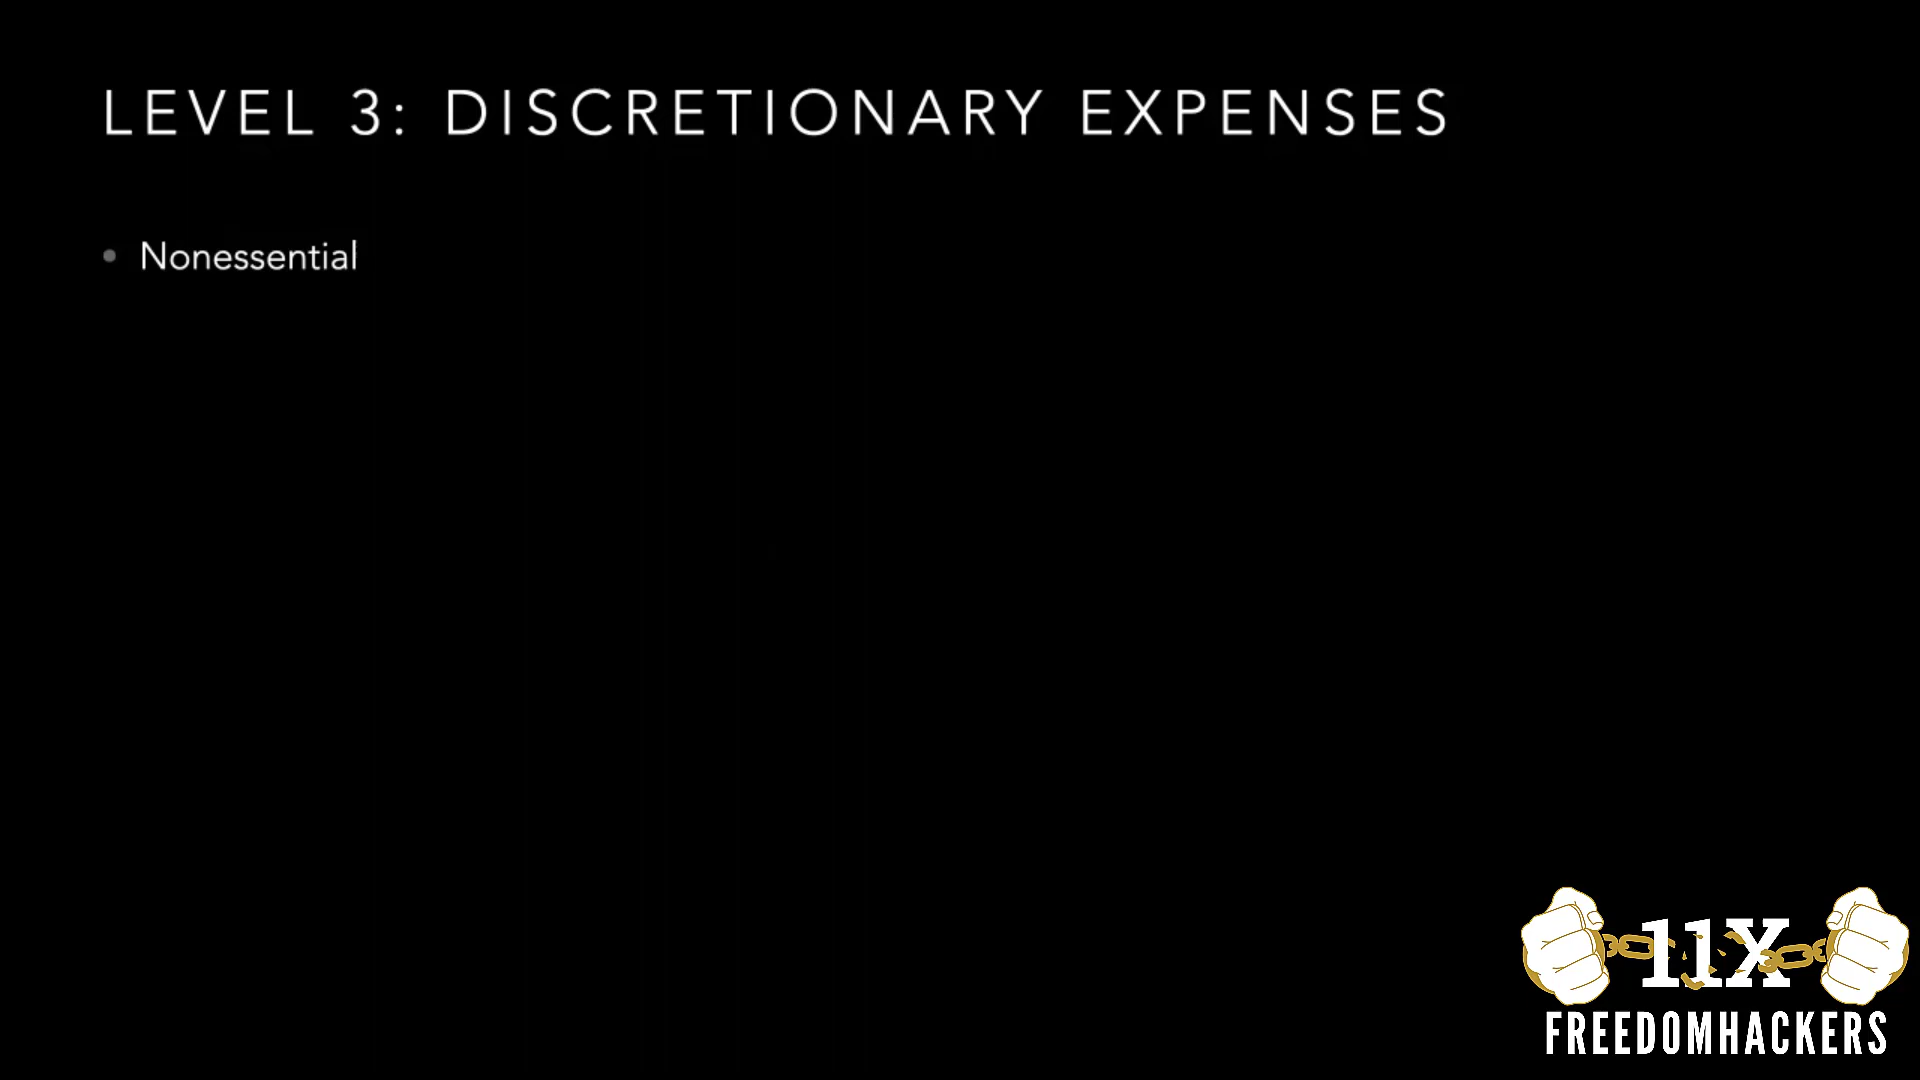 LEVEL 3: DISCRETIONARY EXPENSES
• Nonessential
11X
FREEDOMHACKERS